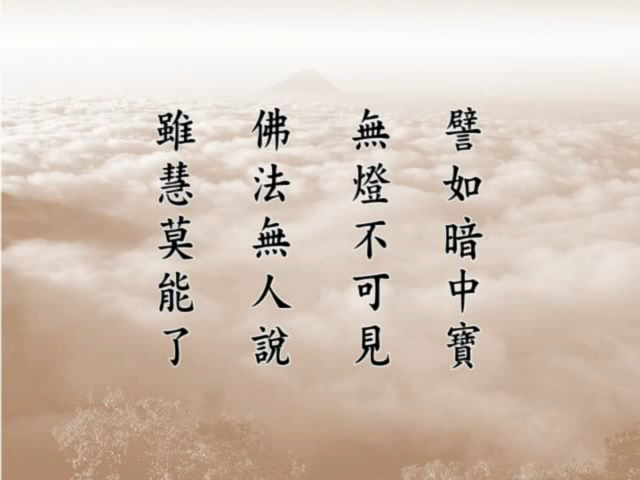 譬如暗中寶
無燈不可見
佛法無人說
雖慧莫能了